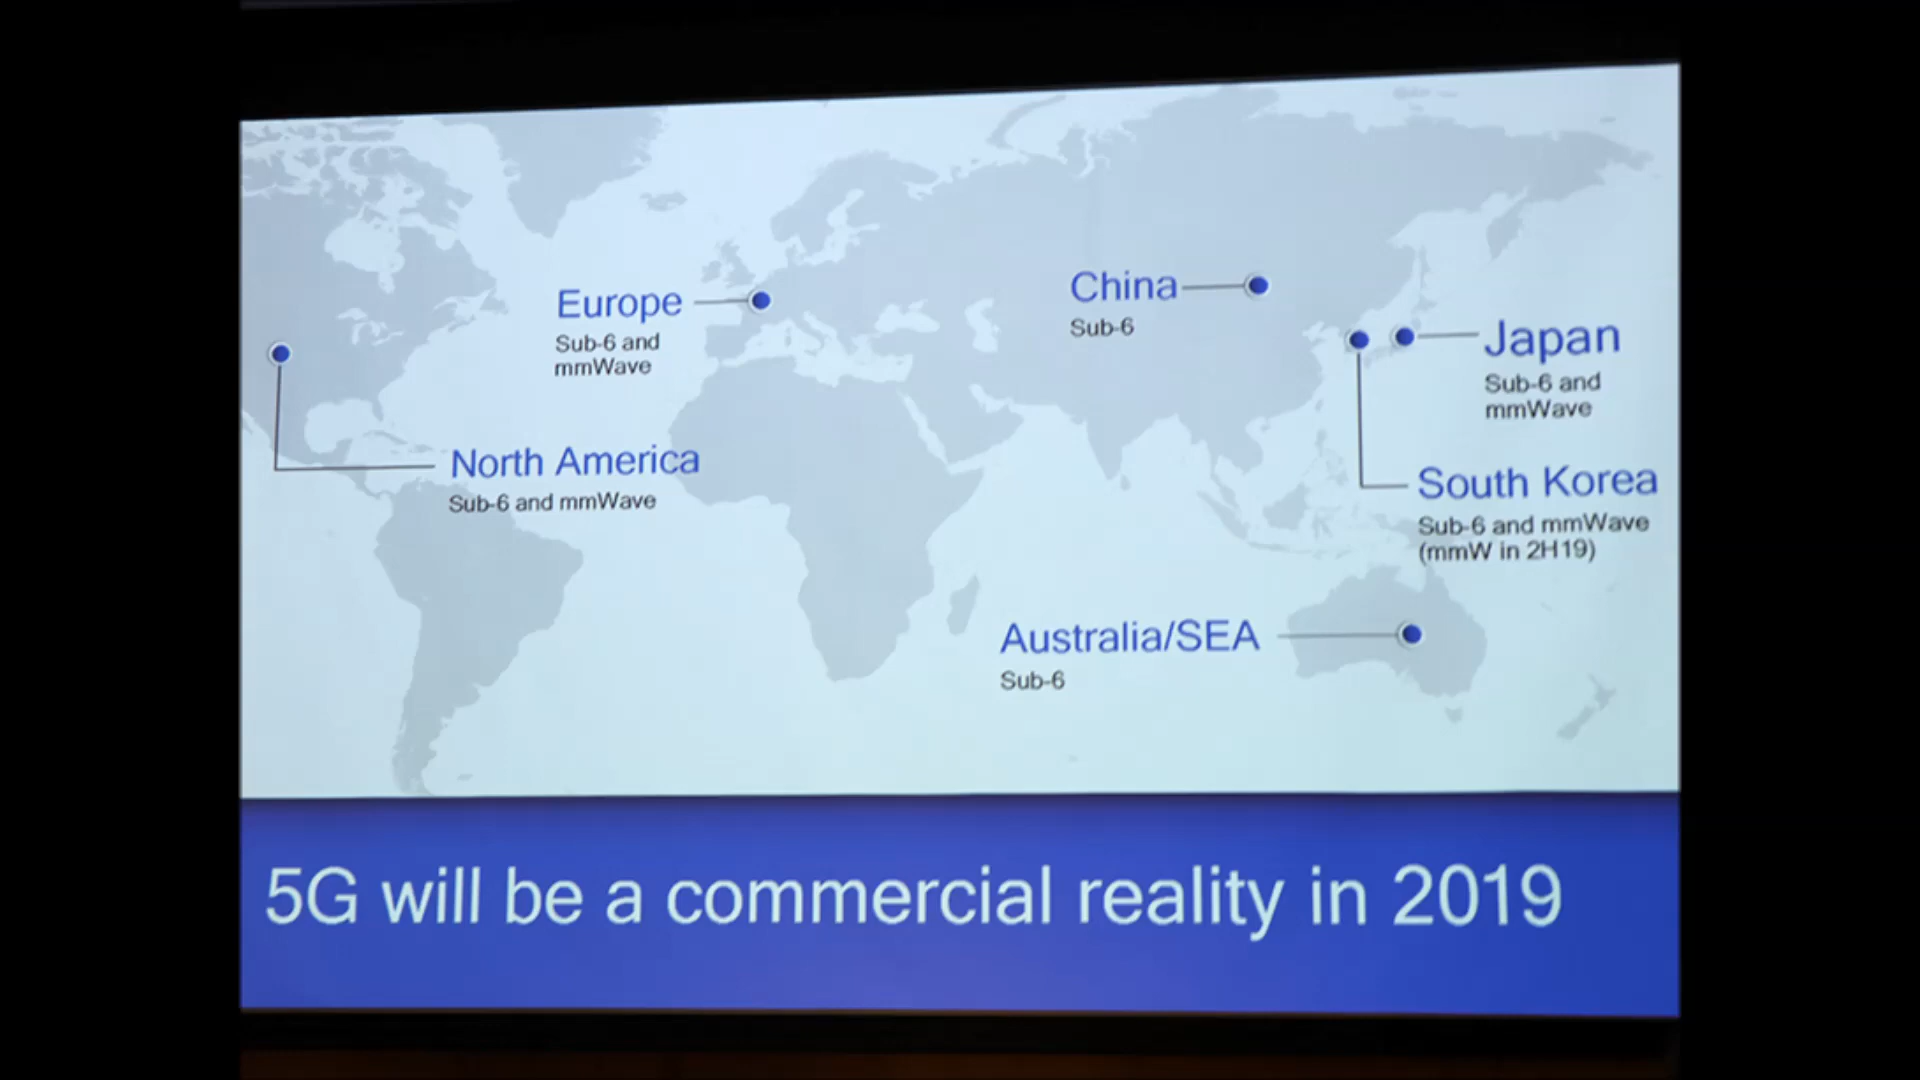 Europe
Sub-6 and
mmWave
China
Sub-6
Japan
Sub-6 and
mmWave
North America
Sub-6 and mmWave
South Korea
Sub-6 and mmWave
(mmW in 2H19)
Australia/SEA
Sub-6
5G will be a commercial reality in 2019